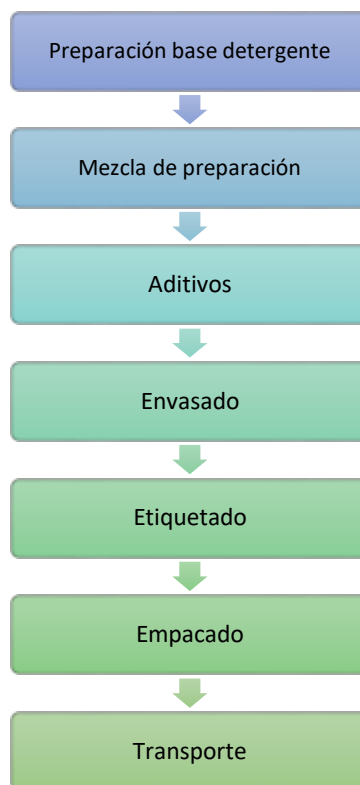 Preparación base detergente
Mezcla de preparación
Aditivos
Envasado
Etiquetado
Empacado
Transporte